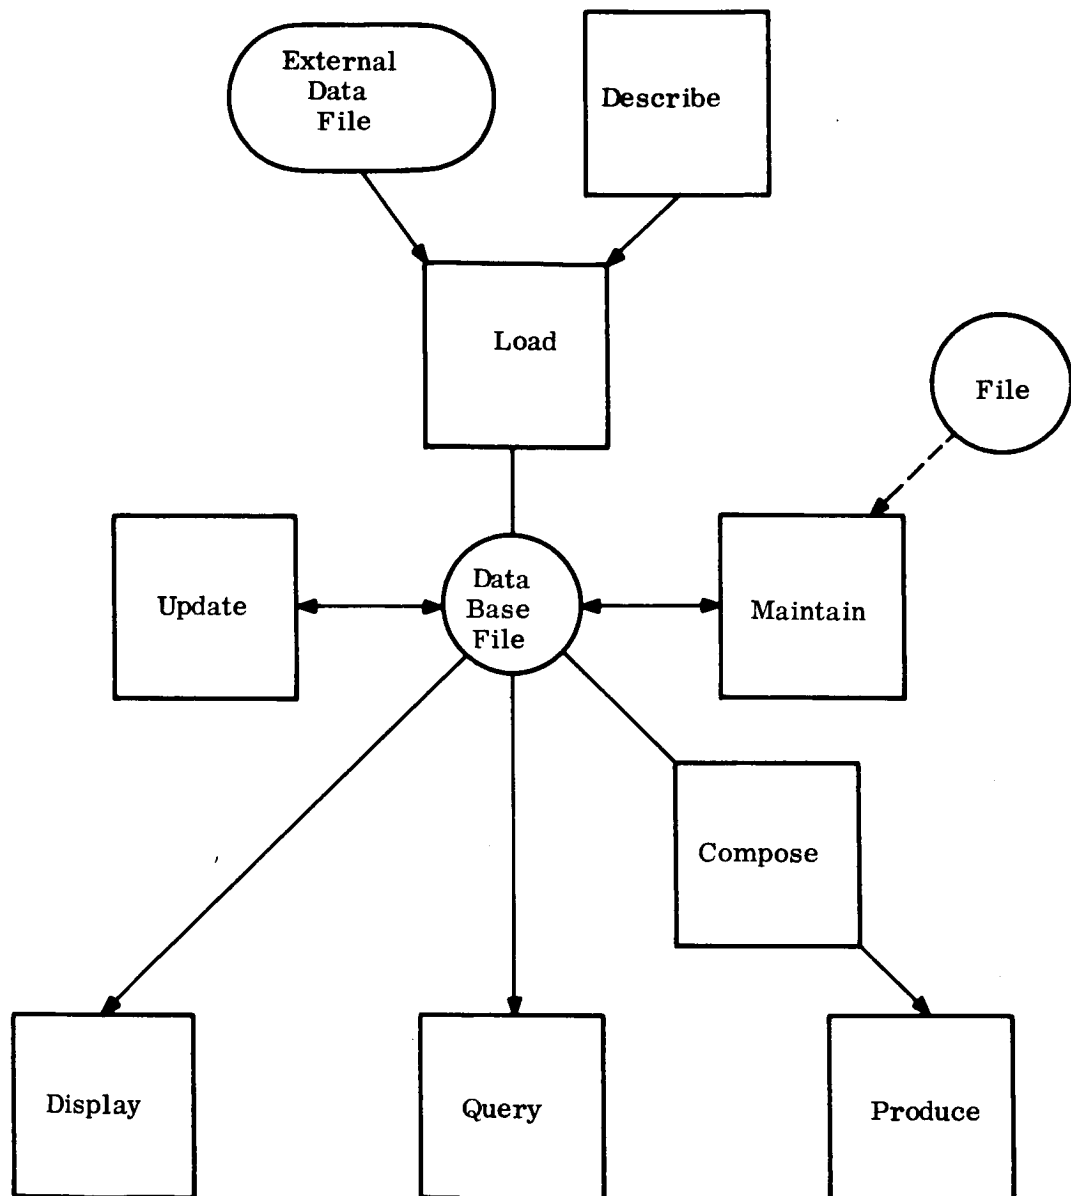 External
Data
File
Describe
Load
File
Update
Data
Base
File
Maintain
Compose
Display
Query
Produce